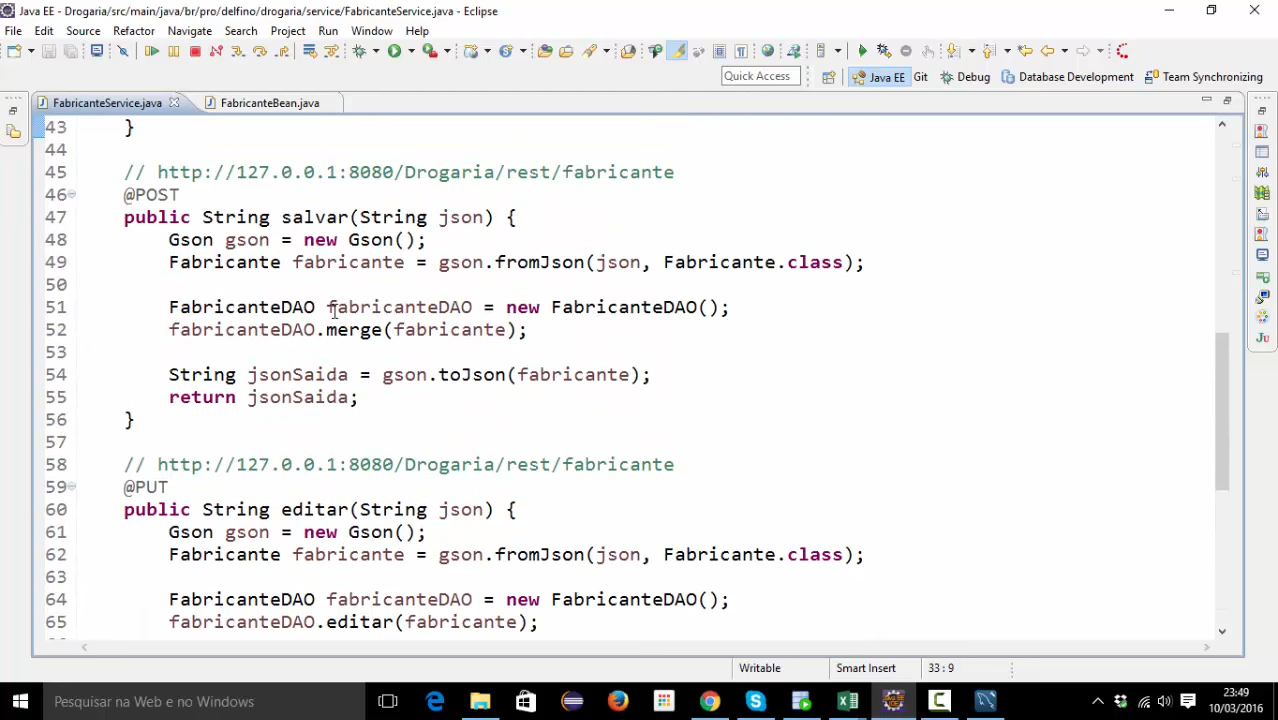 Java EE - Drogaria/src/main/java/br/pro/delfino/drogaria/service/FabricanteService.java - Eclipse
File Edit Source Refactor Navigate Search Project Run Window Help
Quick Access
Java EE Git Debug Database Development Team Synchronizing
FabricanteService.java FabricanteBean.java
43 }
44
45 // http://127.0.0.1:8080/Drogaria/rest/fabricante
46 @POST
47 public String salvar(String json) {
48 Gson gson = new Gson();
49 Fabricante fabricante = gson.fromJson(json, Fabricante.class);
50
51 FabricanteDAO fabricanteDAO = new FabricanteDAO();
52 fabricanteDAO.merge(fabricante);
53
54 String jsonSaida = gson.toJson(fabricante);
55 return jsonSaida;
56 }
57
58 // http://127.0.0.1:8080/Drogaria/rest/fabricante
59 @PUT
60 public String editar(String json) {
61 Gson gson = new Gson();
62 Fabricante fabricante = gson.fromJson(json, Fabricante.class);
63
64 FabricanteDAO fabricanteDAO = new FabricanteDAO();
65 fabricanteDAO.editar(fabricante);
Writable Smart Insert 33 : 9
Pesquisar na Web e no Windows
23:49
10/03/2016